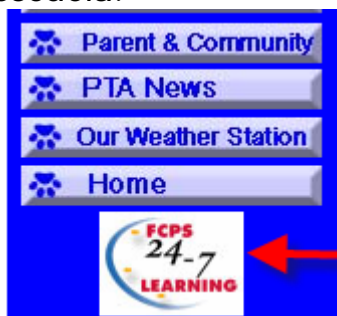 Parent & Community
PTA News
Our Weather Station
Home
FCPS
24-7
LEARNING